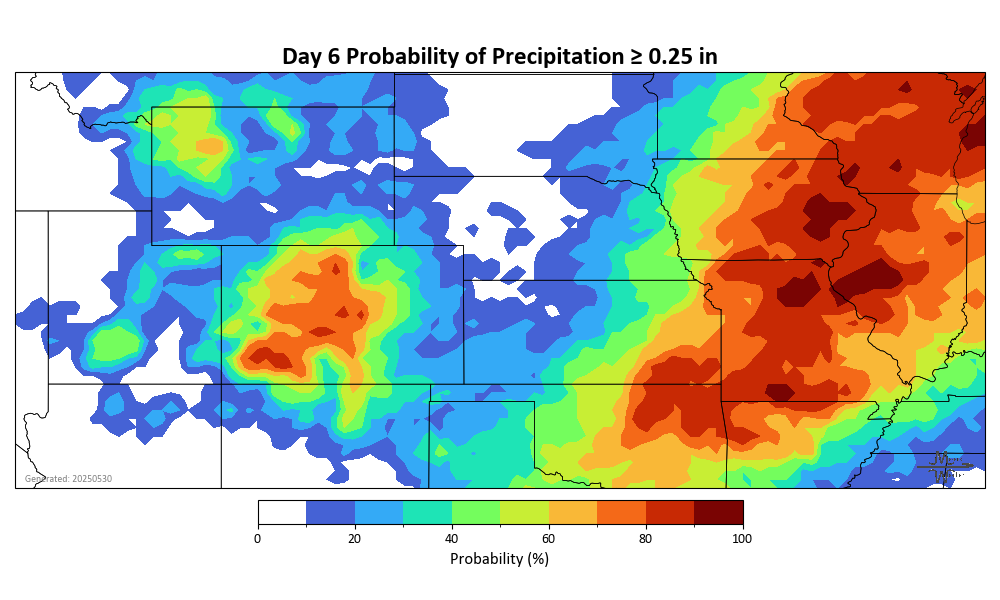 Day 6 Probability of Precipitation ≥ 0.25 in
Generated: 20250530
0 20 40 60 80 100
Probability (%)